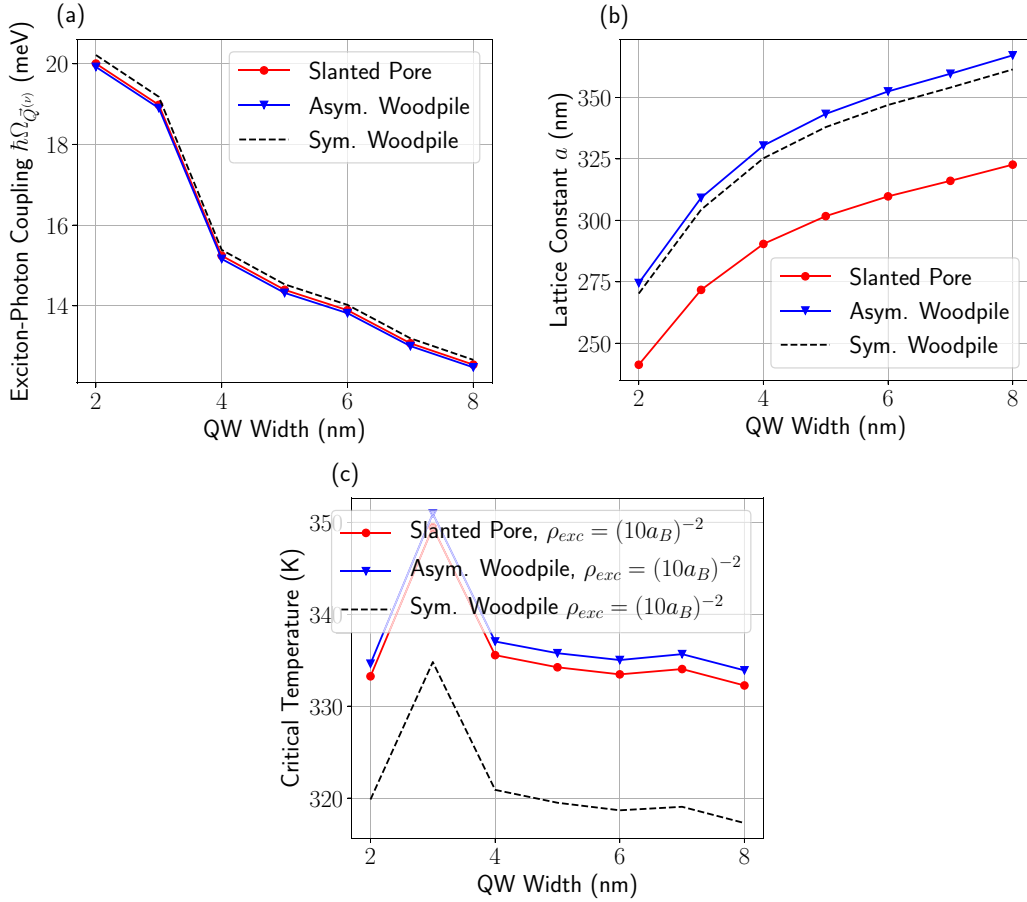 (a)
Exciton-Photon Coupling ħΩ_{\vec{Q}^{(ν)}} (meV)
20
18
16
14
Slanted Pore
Asym. Woodpile
Sym. Woodpile
2 4 6 8
QW Width (nm)
(b)
Lattice Constant a (nm)
350
325
300
275
250
Slanted Pore
Asym. Woodpile
Sym. Woodpile
2 4 6 8
QW Width (nm)
(c)
Critical Temperature (K)
350
340
330
320
Slanted Pore, ρ_{exc} = (10a_B)^{-2}
Asym. Woodpile, ρ_{exc} = (10a_B)^{-2}
Sym. Woodpile ρ_{exc} = (10a_B)^{-2}
2 4 6 8
QW Width (nm)